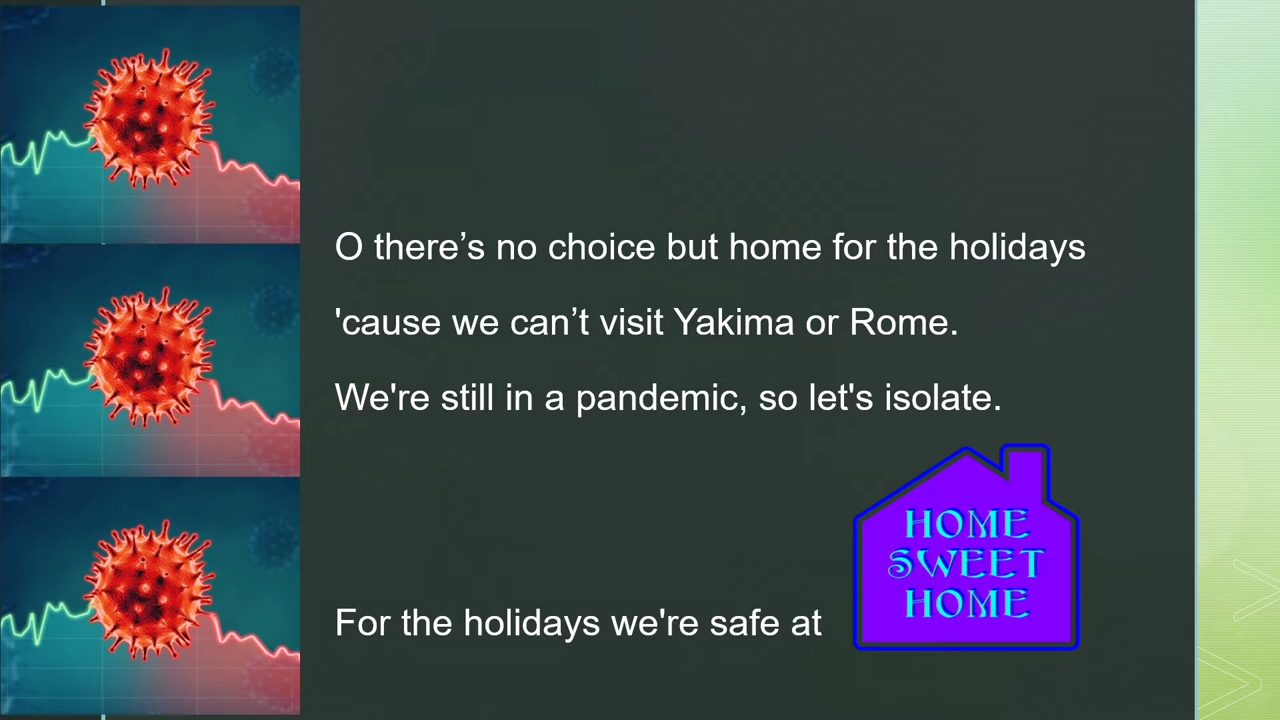 O there’s no choice but home for the holidays
'cause we can’t visit Yakima or Rome.
We're still in a pandemic, so let's isolate.
For the holidays we're safe at
HOME
SWEET
HOME